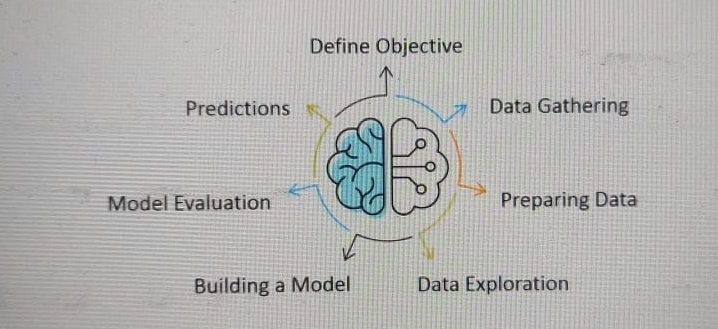 Define Objective
Predictions
Data Gathering
Model Evaluation
Preparing Data
Building a Model
Data Exploration